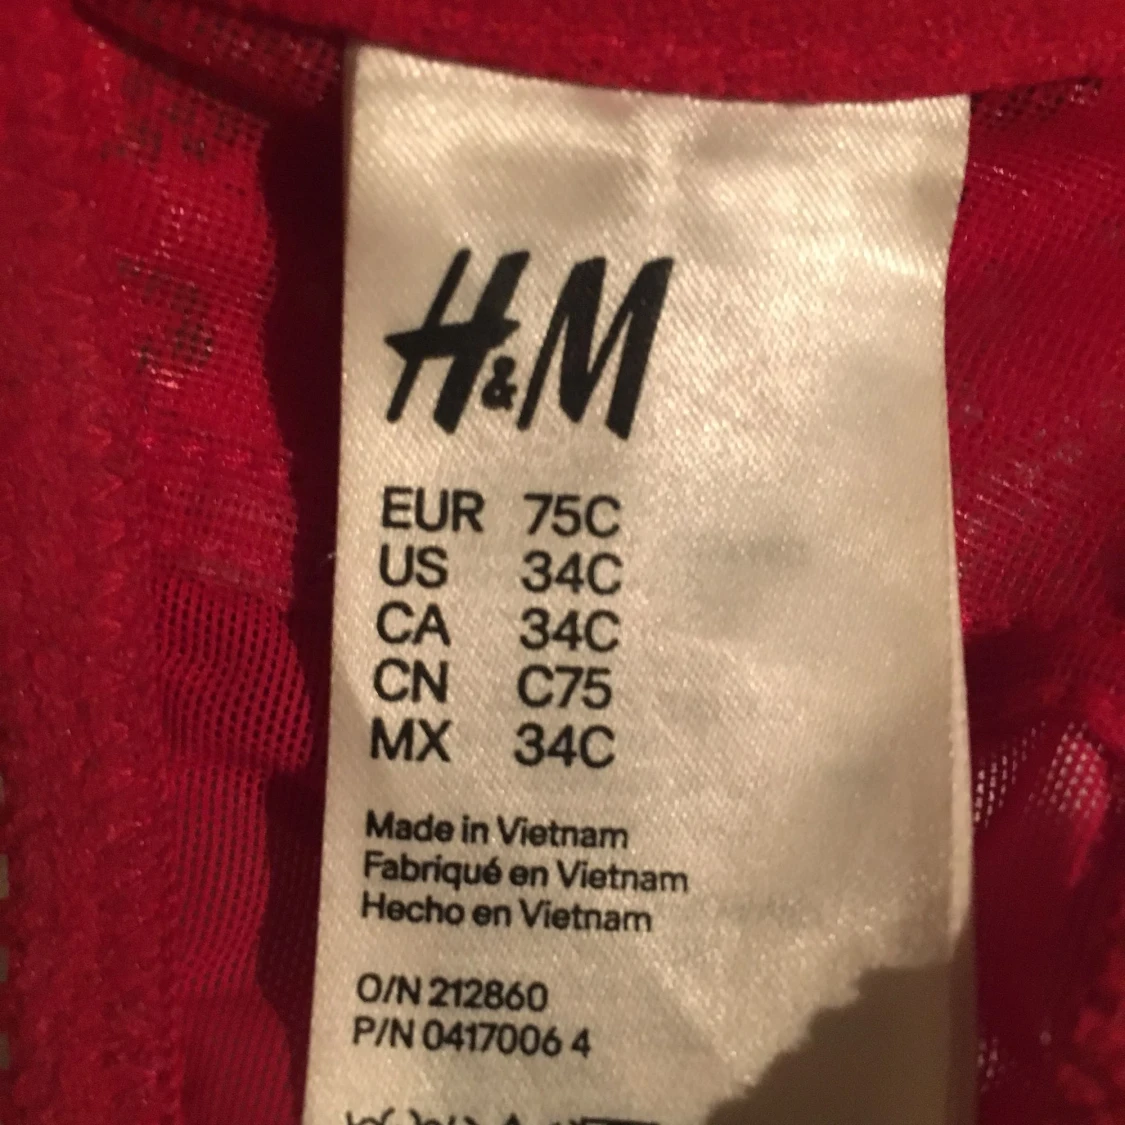 H&M
EUR 75C
US 34C
CA 34C
CN C75
MX 34C
Made in Vietnam
Fabriqué en Vietnam
Hecho en Vietnam
O/N 212860
P/N 0417006 4